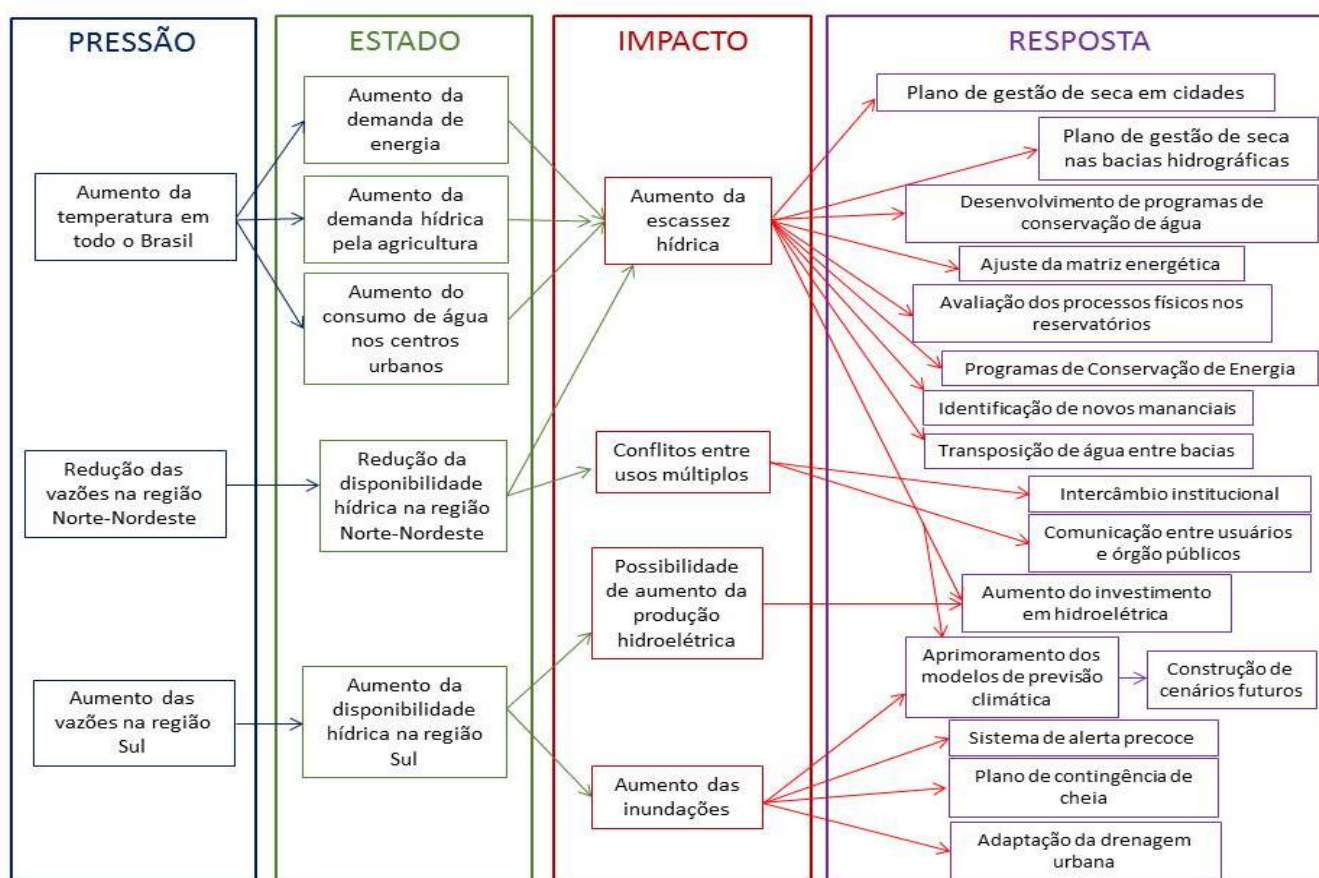 PRESSÃO
Aumento da
temperatura em
todo o Brasil
Redução das
vazões na região
Norte-Nordeste
Aumento das
vazões na região
Sul
ESTADO
Aumento da
demanda de
energia
Aumento da
demanda hídrica
pela agricultura
Aumento do
consumo de água
nos centros
urbanos
Redução da
disponibilidade
hídrica na região
Norte-Nordeste
Aumento da
disponibilidade
hídrica na região
Sul
IMPACTO
Aumento da
escassez
hídrica
Conflitos entre
usos múltiplos
Possibilidade
de aumento da
produção
hidroelétrica
Aumento das
inundações
RESPOSTA
Plano de gestão de seca em cidades
Plano de gestão de seca
nas bacias hidrográficas
Desenvolvimento de programas de
conservação de água
Ajuste da matriz energética
Avaliação dos processos físicos nos
reservatórios
Programas de Conservação de Energia
Identificação de novos mananciais
Transposição de água entre bacias
Intercâmbio institucional
Comunicação entre usuários
e órgão públicos
Aumento do investimento
em hidroelétrica
Aprimoramento dos
modelos de previsão
climática
Construção de
cenários futuros
Sistema de alerta precoce
Plano de contingência de
cheia
Adaptação da drenagem
urbana